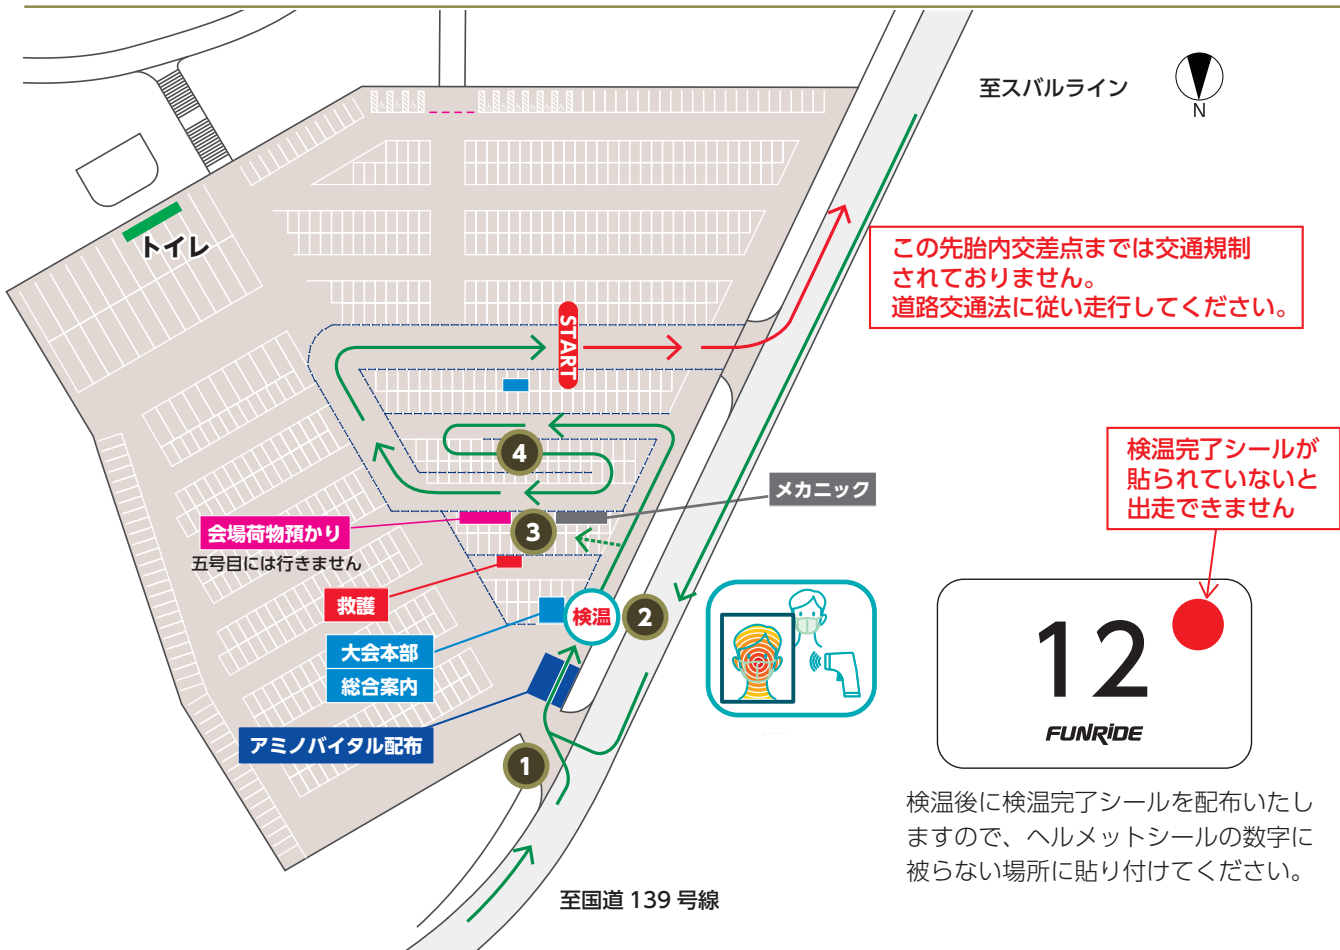 至スバルライン
N
トイレ
この先胎内交差点までは交通規制
されておりません。
道路交通法に従い走行してください。
START
4
検温完了シールが
貼られていないと
出走できません
メカニック
会場荷物預かり
五号目には行きません
3
救護
検温
2
大会本部
総合案内
アミノバイタル配布
1
12
FUNRiDE
検温後に検温完了シールを配布いたし
ますので、ヘルメットシールの数字に
被らない場所に貼り付けてください。
至国道 139 号線